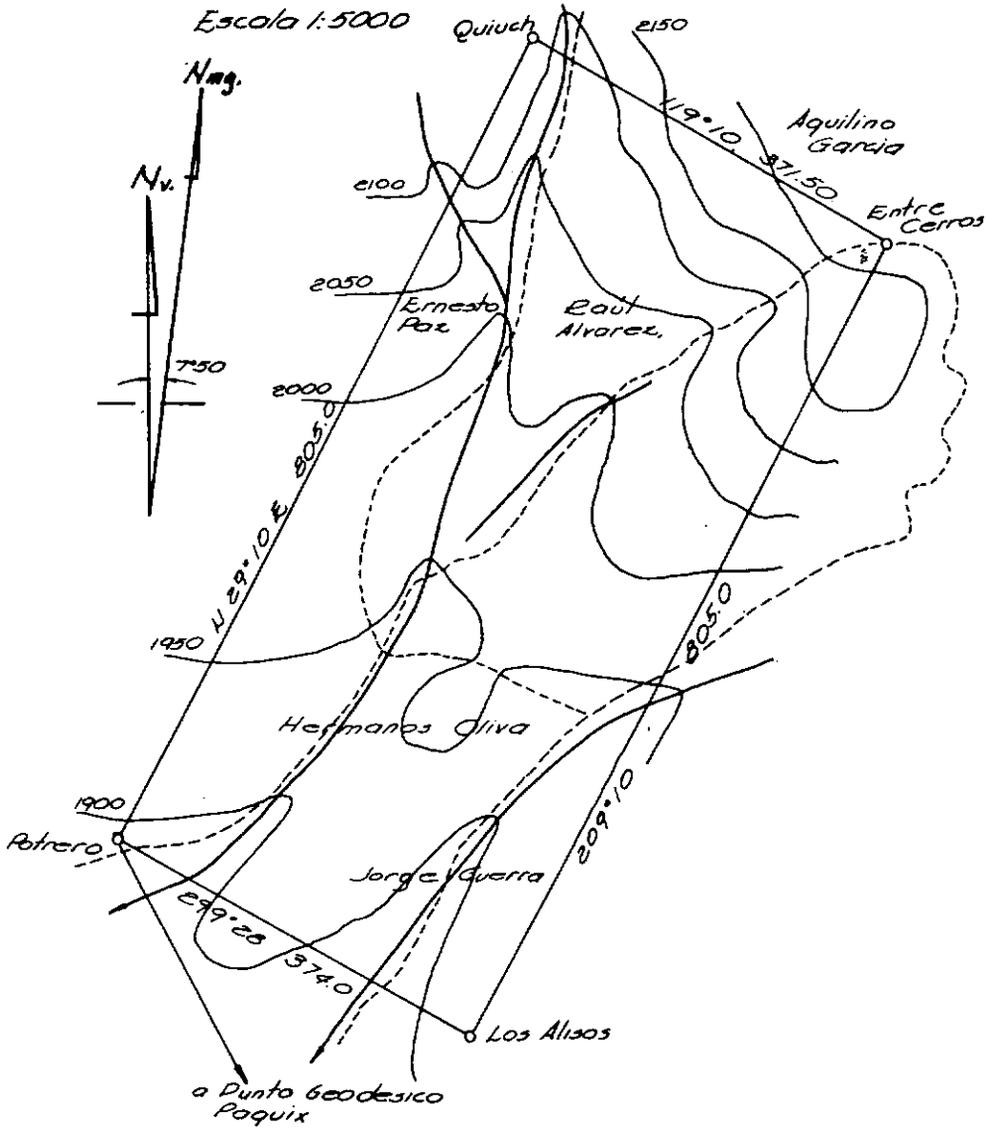 Escala 1:5000
Quiuch
2150
Nmg.
119°10, 371.50
Aquilino
Garcia
Nv.
2100
Entre
Cerros
2050
Ernesto
Paz
Raúl
Alvarez.
7°50
2000
N 29°10 E 805.0
1950
805.0
Hermanos Oliva
1900
209°10
Potrero
Jorge Guerra
299°28 374.0
Los Alisos
a Punto Geodesico
Paquix